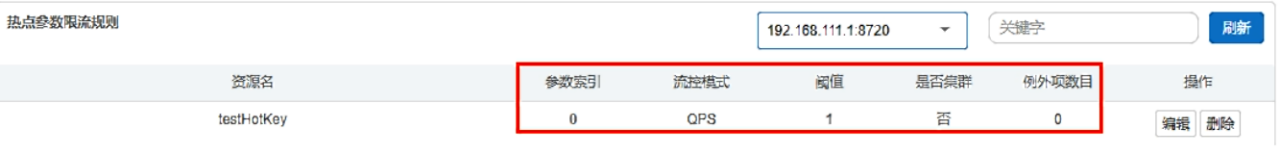 热点参数限流规则 192.168.111.1:8720 关键字 刷新
资源名 参数索引 流控模式 阈值 是否集群 例外项数目 操作
testHotKey 0 QPS 1 否 0 编辑 删除